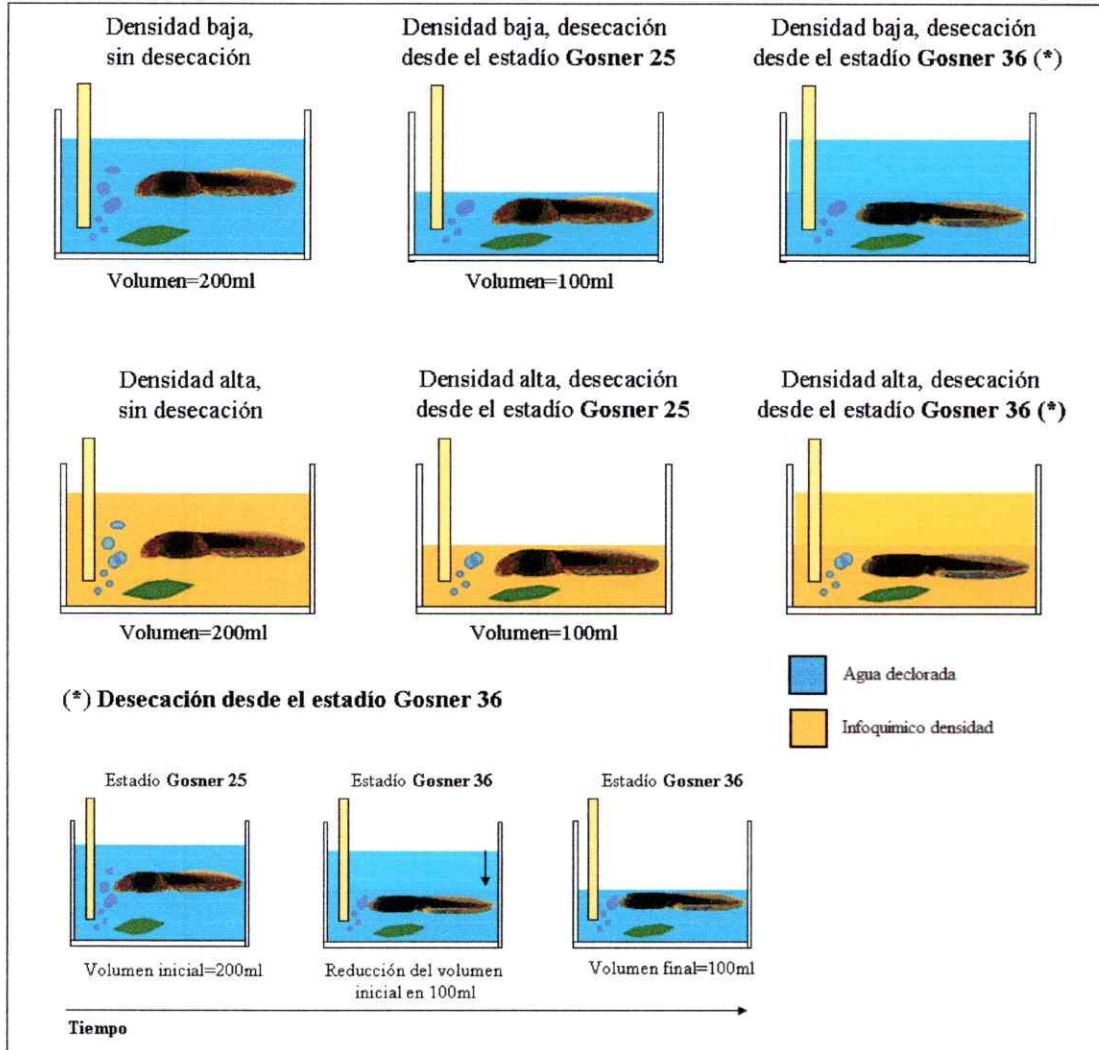 Densidad baja,
sin desecación
Densidad baja, desecación
desde el estadío Gosner 25
Densidad baja, desecación
desde el estadío Gosner 36 (*)
Volumen=200ml
Volumen=100ml
Densidad alta,
sin desecación
Densidad alta, desecación
desde el estadío Gosner 25
Densidad alta, desecación
desde el estadío Gosner 36 (*)
Volumen=200ml
Volumen=100ml
Agua declorada
Infoquimico densidad
(*) Desecación desde el estadío Gosner 36
Estadío Gosner 25
Estadío Gosner 36
Estadío Gosner 36
Volumen inicial=200ml
Reducción del volumen
inicial en 100ml
Volumen final=100ml
Tiempo